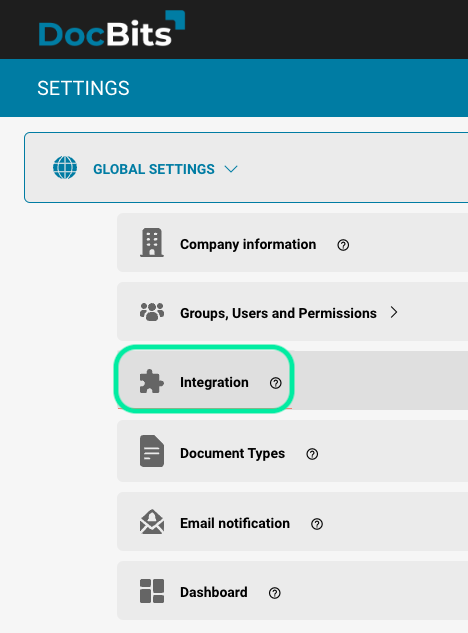 DocBits
SETTINGS
GLOBAL SETTINGS
Company information
Groups, Users and Permissions
Integration
Document Types
Email notification
Dashboard